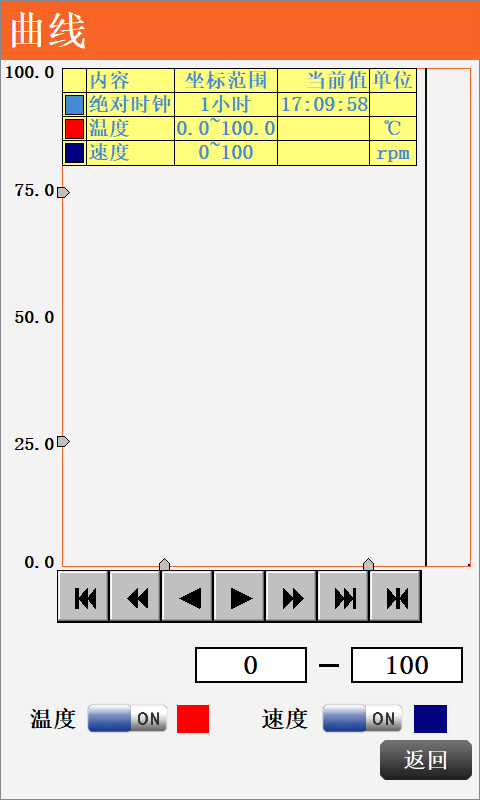 曲线
100.0
内容 坐标范围 当前值 单位
绝对时钟 1小时 17:09:58
温度 0.0~100.0 ℃
速度 0~100 rpm
75.0
50.0
25.0
0.0
0 — 100
温度 ON 速度 ON
返回